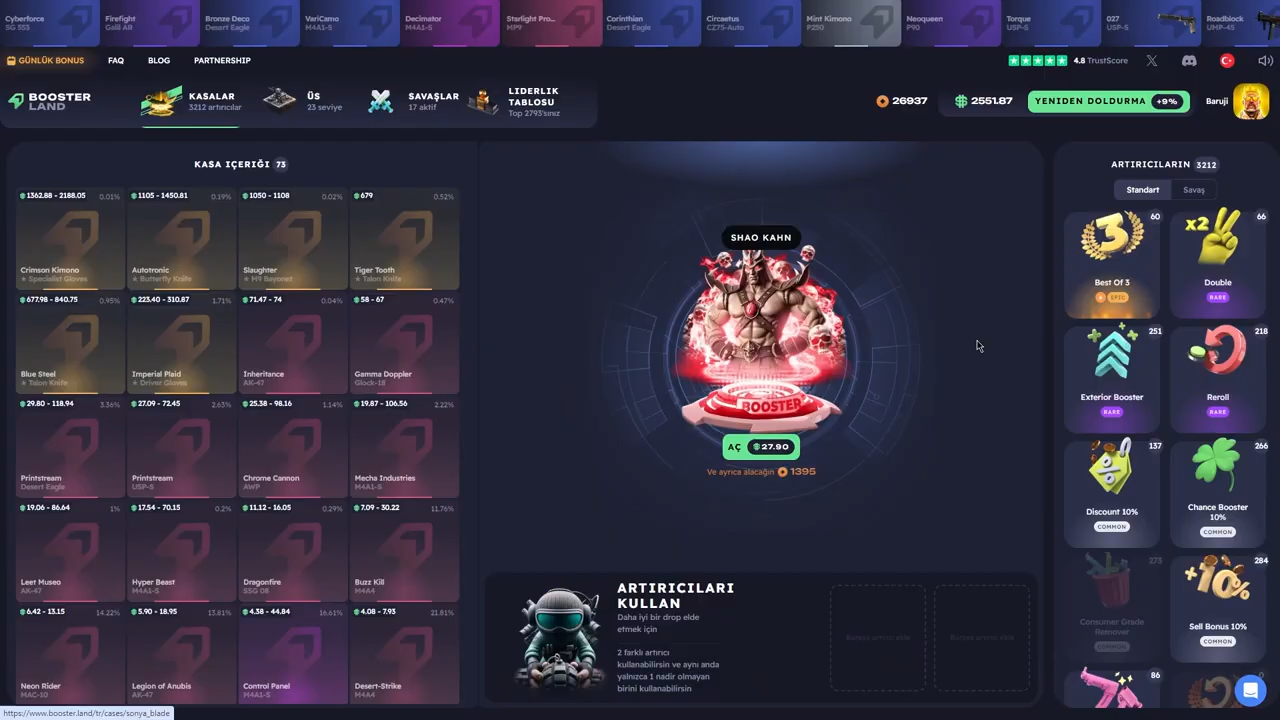 Cyberforce
SG 553
Firefight
Galil AR
Bronze Deco
Desert Eagle
VariCamo
M4A1-S
Decimator
M4A1-S
Starlight Pro...
MP9
Corinthian
Desert Eagle
Circaetus
CZ75-Auto
Mint Kimono
P250
Neoqueen
P90
Torque
USP-S
027
USP-S
Roadblock
UMP-45
GÜNLÜK BONUS
FAQ
BLOG
PARTNERSHIP
4.8 TrustScore
BOOSTER
LAND
KASALAR
3212 artırıcılar
ÜS
23 seviye
SAVAŞLAR
17 aktif
LIDERLIK
TABLOSU
Top 2793'sınız
26937
2551.87
YENIDEN DOLDURMA +9%
Baruji
KASA IÇERIĞI 73
1362.88 - 2188.05 0.01%
Crimson Kimono
★ Specialist Gloves
1105 - 1450.81 0.19%
Autotronic
★ Butterfly Knife
1050 - 1108 0.02%
Slaughter
★ M9 Bayonet
679 0.52%
Tiger Tooth
★ Talon Knife
677.98 - 840.75 0.95%
Blue Steel
★ Talon Knife
223.40 - 310.87 1.71%
Imperial Plaid
★ Driver Gloves
71.47 - 74 0.04%
Inheritance
AK-47
58 - 67 0.47%
Gamma Doppler
Glock-18
3.36%
Printstream
Desert Eagle
27.09 - 72.45 2.63%
Printstream
USP-S
25.38 - 98.16 1.14%
Chrome Cannon
AWP
19.87 - 106.56 2.22%
Mecha Industries
M4A1-S
19.06 - 86.64 1%
Leet Museo
Desert Eagle
17.54 - 70.15 0.2%
Hyper Beast
M4A1-S
11.12 - 16.05 0.29%
Dragonfire
SSG 08
7.09 - 30.22 11.76%
Buzz Kill
M4A4
6.42 - 13.15 14.22%
Neon Rider
MAC-10
5.90 - 18.95 13.81%
Legion of Anubis
AK-47
4.38 - 44.84 16.61%
Control Panel
M4A1-S
4.08 - 7.93 21.81%
Desert-Strike
M4A4
SHAO KAHN
BOOSTER
AÇ 27.90
Ve ayrıca alacağın 1395
ARTIRICILARI
KULLAN
Daha iyi bir drop elde
etmek için
2 farklı artırıcı
kullanabilirsin ve aynı anda
yalnızca 1 nadir olmayan
birini kullanabilirsin
Buraya artırıcı ekle
Buraya artırıcı ekle
ARTIRICILARIN 3212
Standart
Savaş
60
3
Best Of 3
EPIC
66
x2
Double
RARE
251
Exterior Booster
RARE
218
Reroll
RARE
137
%
Discount 10%
COMMON
266
Chance Booster
10%
COMMON
275
Consumer Grade
Remover
COMMON
284
+10%
Sell Bonus 10%
COMMON
86
https://www.booster.land/tr/cases/sonya_blade